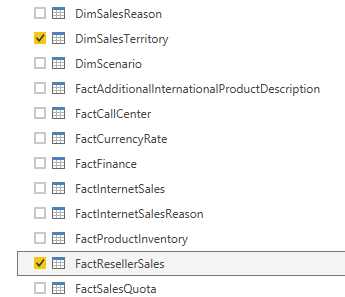 DimSalesReason
DimSalesTerritory
DimScenario
FactAdditionalInternationalProductDescription
FactCallCenter
FactCurrencyRate
FactFinance
FactInternetSales
FactInternetSalesReason
FactProductInventory
FactResellerSales
FactSalesQuota